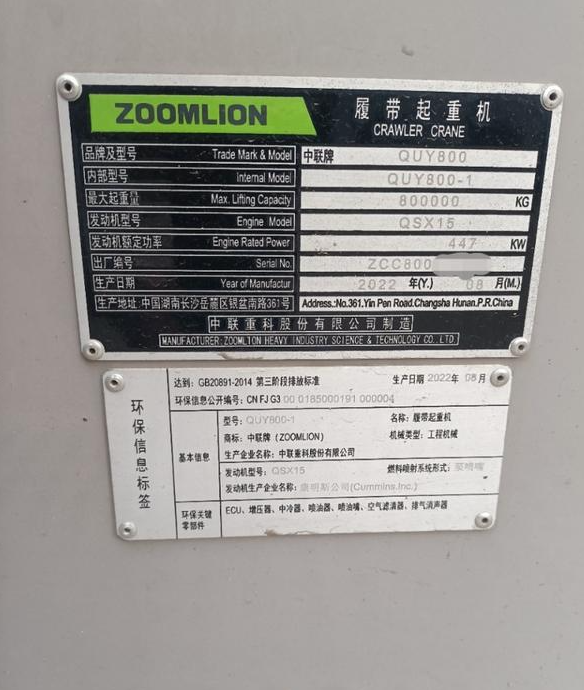 ZOOMLION
履带起重机
CRAWLER CRANE
品牌及型号 Trade Mark & Model 中联牌 QUY800
内部型号 Internal Model QUY800-1
最大起重量 Max. Lifting Capacity 800000 KG
发动机型号 Engine Model QSX15
发动机额定功率 Engine Rated Power 447 KW
出厂编号 Serial No. ZCC800
生产日期 Year of Manufactur 2022 年(Y.) 08 月(M.)
生产地址:中国湖南长沙岳麓区银盆南路361号 Address.:No.361.Yin Pen Road.Changsha Hunan.P.R.China
中联重科股份有限公司制造
MANUFACTURER:ZOOMLION HEAVY INDUSTRY SCIENCE & TECHNOLOGY CO.,LTD.
环保信息标签
达到: GB20891-2014 第三阶段排放标准 生产日期 2022年 08月
环保信息公开编号: CN FJ G3 00 0185000191 000004
基本信息
型号: QUY800-1 名称: 履带起重机
商标: 中联牌 (ZOOMLION) 机械类型: 工程机械
生产企业名称: 中联重科股份有限公司
发动机型号: QSX15 燃料喷射系统形式: 泵喷嘴
发动机生产企业名称: 康明斯公司(Cummins.Inc.)
环保关键零部件
ECU、增压器、中冷器、喷油器、喷油嘴、空气滤清器、排气消声器